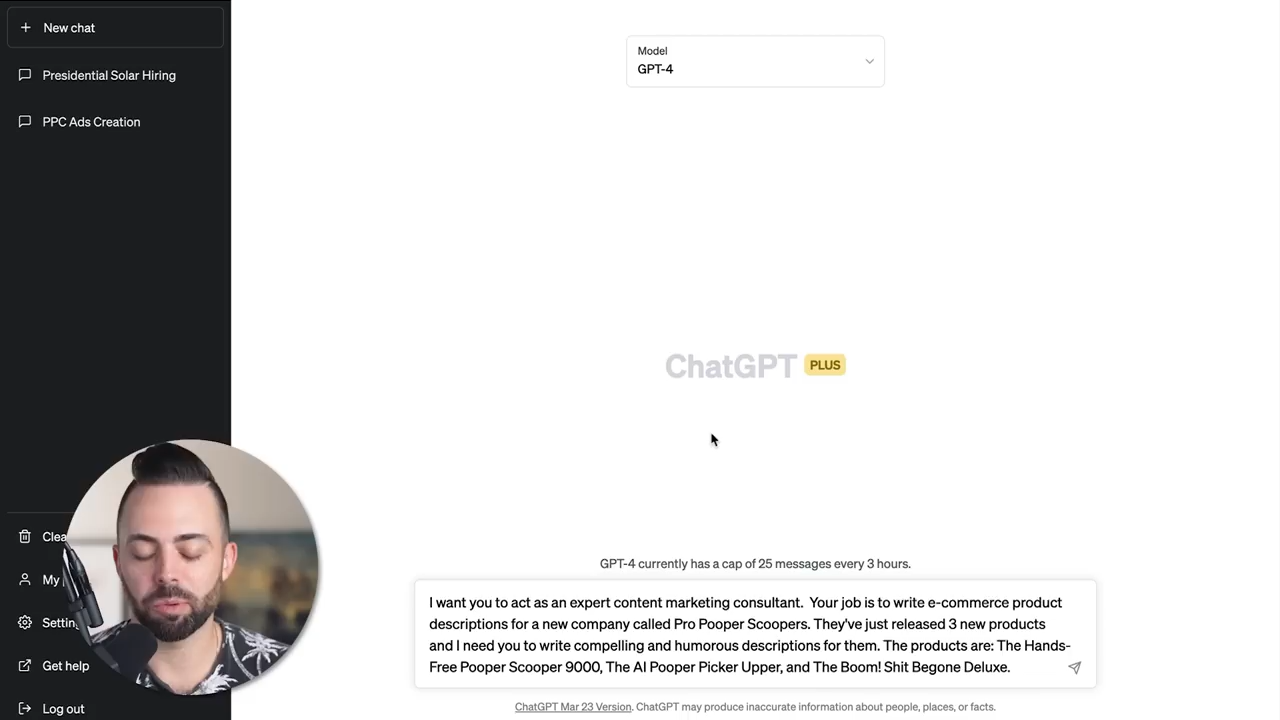 New chat
Presidential Solar Hiring
PPC Ads Creation
Model
GPT-4
ChatGPT PLUS
GPT-4 currently has a cap of 25 messages every 3 hours.
I want you to act as an expert content marketing consultant.  Your job is to write e-commerce product
descriptions for a new company called Pro Pooper Scoopers. They've just released 3 new products
and I need you to write compelling and humorous descriptions for them. The products are: The Hands-
Free Pooper Scooper 9000, The AI Pooper Picker Upper, and The Boom! Shit Begone Deluxe.
ChatGPT Mar 23 Version. ChatGPT may produce inaccurate information about people, places, or facts.
My
Get help
Log out